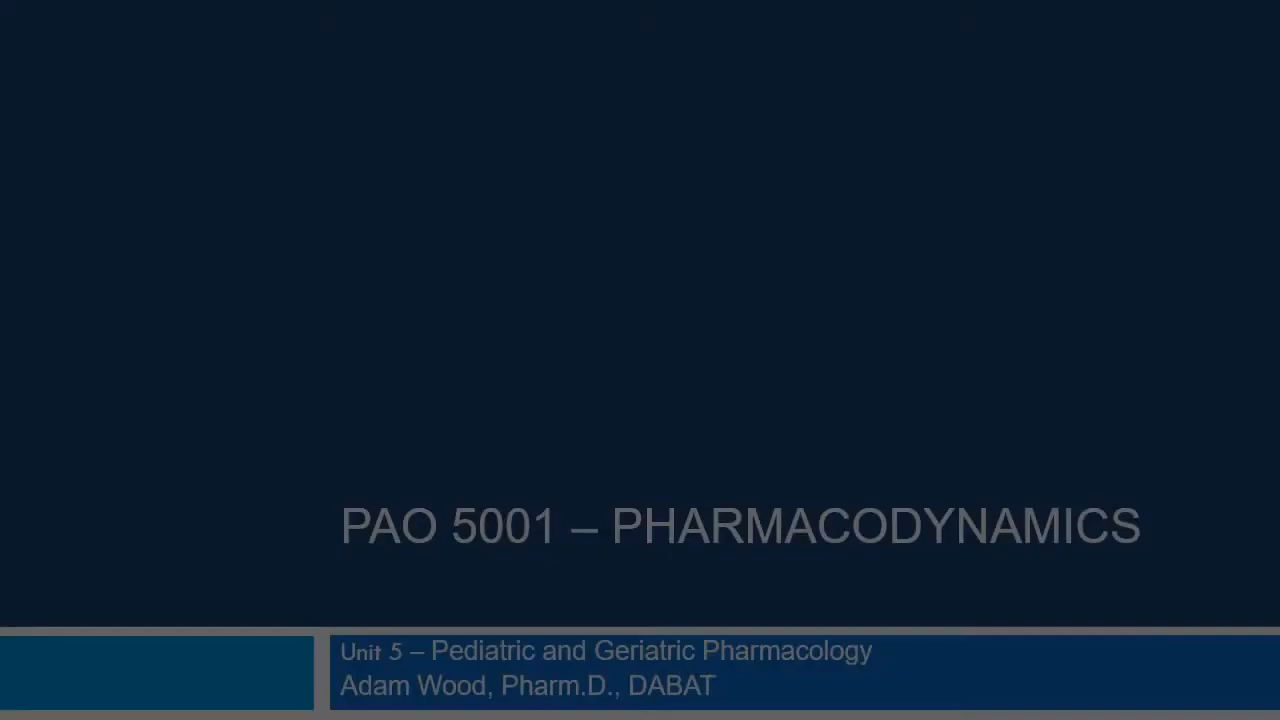 PAO 5001 – PHARMACODYNAMICS
Unit 5 – Pediatric and Geriatric Pharmacology
Adam Wood, Pharm.D., DABAT